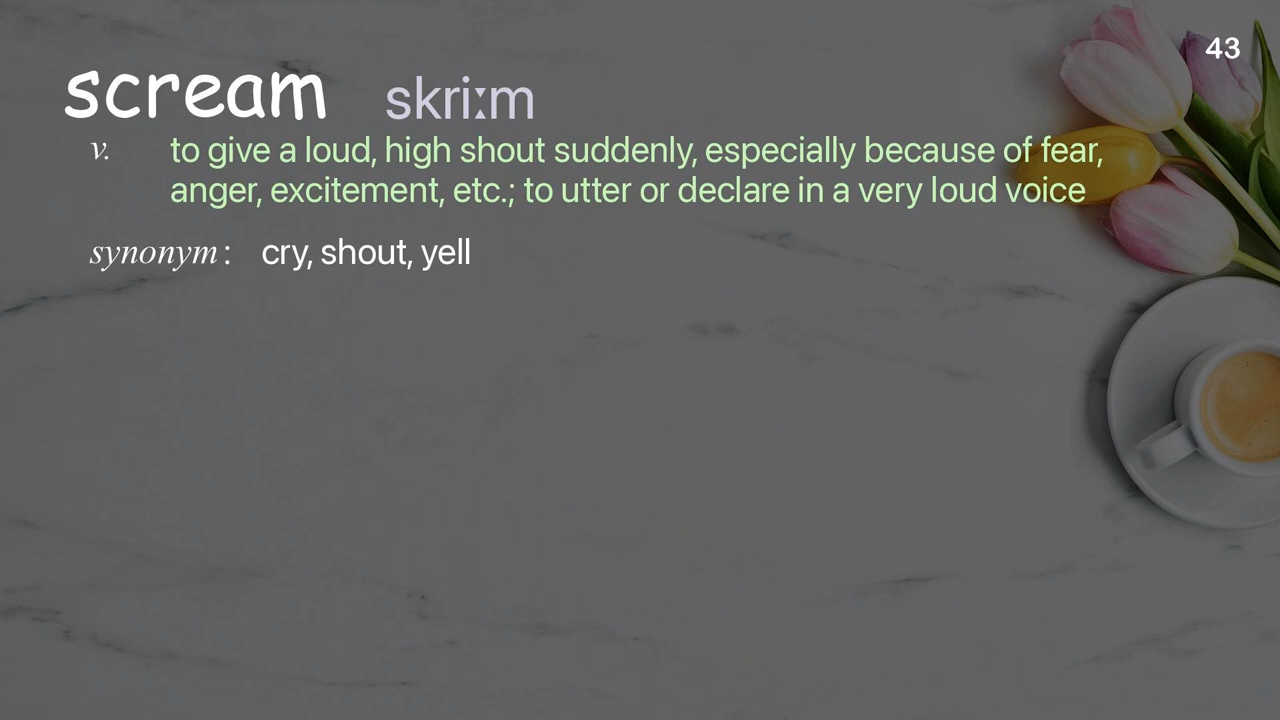 43
scream skriːm
v. to give a loud, high shout suddenly, especially because of fear,
anger, excitement, etc.; to utter or declare in a very loud voice
synonym : cry, shout, yell